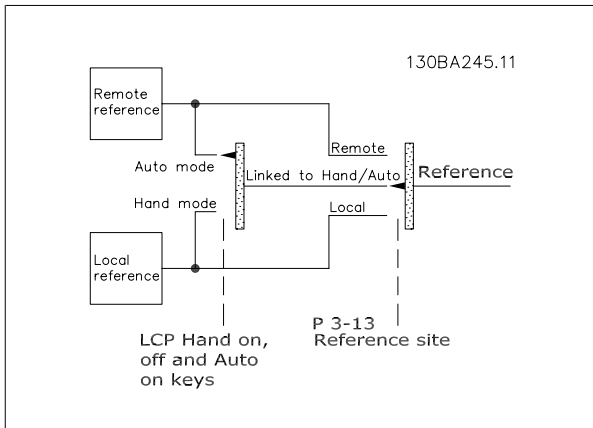 130BA245.11
Remote
reference
Remote
Auto mode
Linked to Hand/Auto
Reference
Hand mode
Local
Local
reference
LCP Hand on,
off and Auto
on keys
P 3-13
Reference site